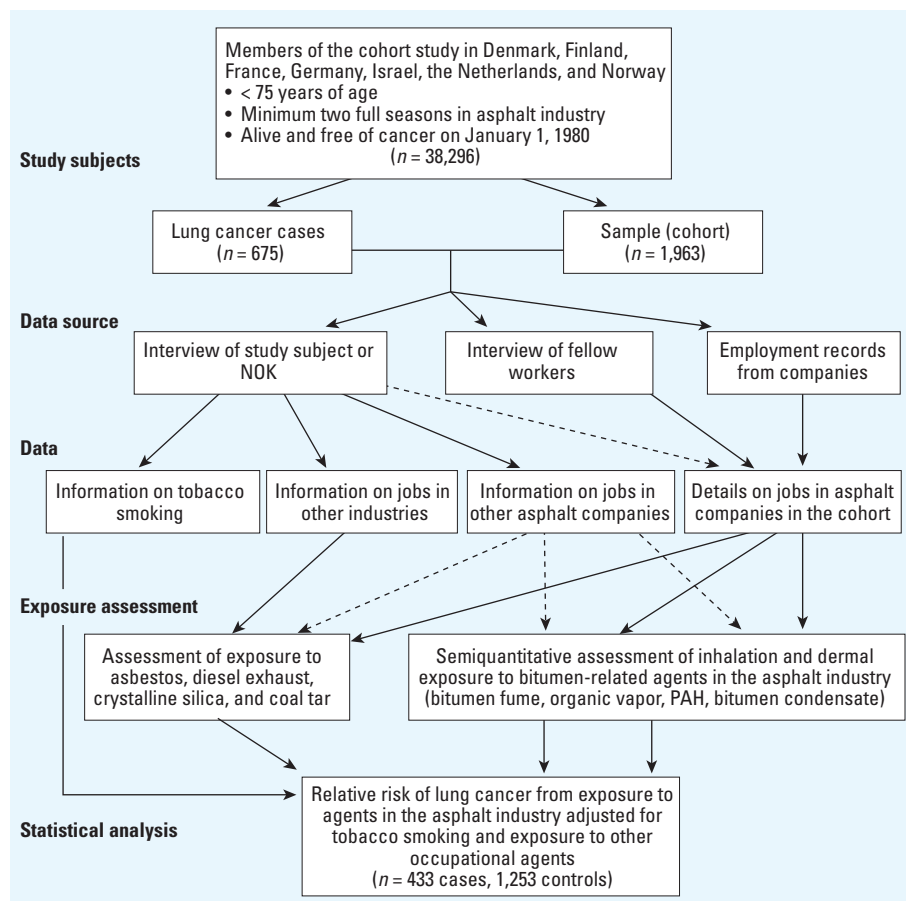 Members of the cohort study in Denmark, Finland,
France, Germany, Israel, the Netherlands, and Norway
• < 75 years of age
• Minimum two full seasons in asphalt industry
• Alive and free of cancer on January 1, 1980
(n = 38,296)
Study subjects
Lung cancer cases
(n = 675)
Sample (cohort)
(n = 1,963)
Data source
Interview of study subject or
NOK
Interview of fellow
workers
Employment records
from companies
Data
Information on tobacco
smoking
Information on jobs in
other industries
Information on jobs in
other asphalt companies
Details on jobs in asphalt
companies in the cohort
Exposure assessment
Assessment of exposure to
asbestos, diesel exhaust,
crystalline silica, and coal tar
Semiquantitative assessment of inhalation and dermal
exposure to bitumen-related agents in the asphalt industry
(bitumen fume, organic vapor, PAH, bitumen condensate)
Statistical analysis
Relative risk of lung cancer from exposure to
agents in the asphalt industry adjusted for
tobacco smoking and exposure to other
occupational agents
(n = 433 cases, 1,253 controls)